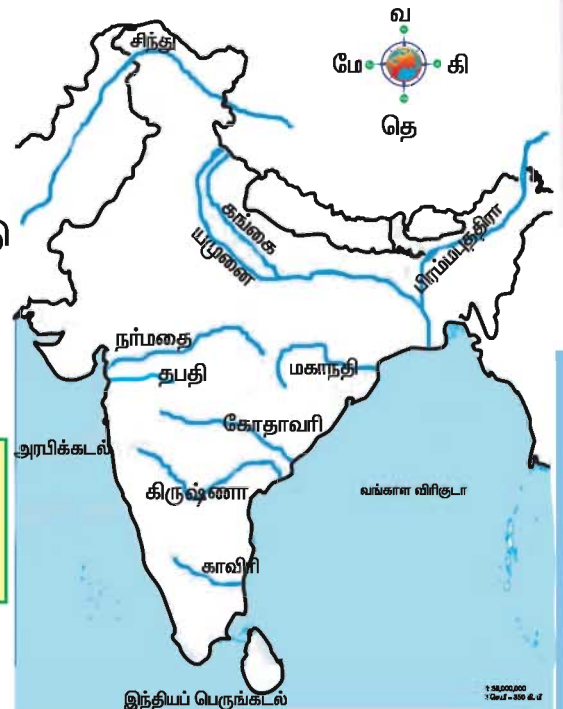 வ
சிந்து
மே
கி
தெ
கங்கை
யமுனை
பிரம்மபுத்திரா
நர்மதை
தபதி
மகாநதி
கோதாவரி
அரபிக்கடல்
கிருஷ்ணா
வங்காள விரிகுடா
காவிரி
இந்தியப் பெருங்கடல்